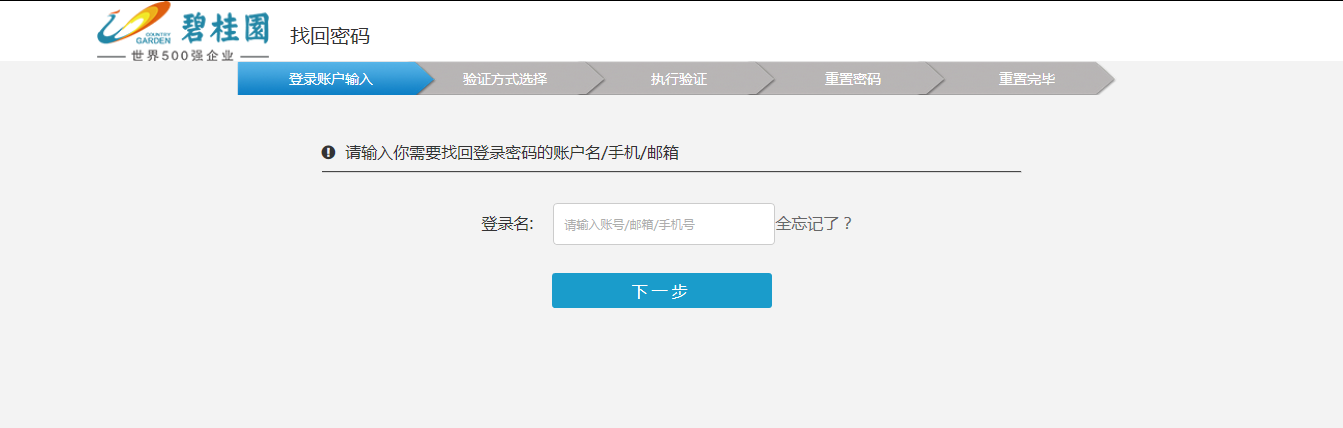 碧桂園
COUNTRY
GARDEN
世界500强企业
找回密码
登录账户输入 验证方式选择 执行验证 重置密码 重置完毕
请输入你需要找回登录密码的账户名/手机/邮箱
登录名: 请输入账号/邮箱/手机号 全忘记了？
下一步